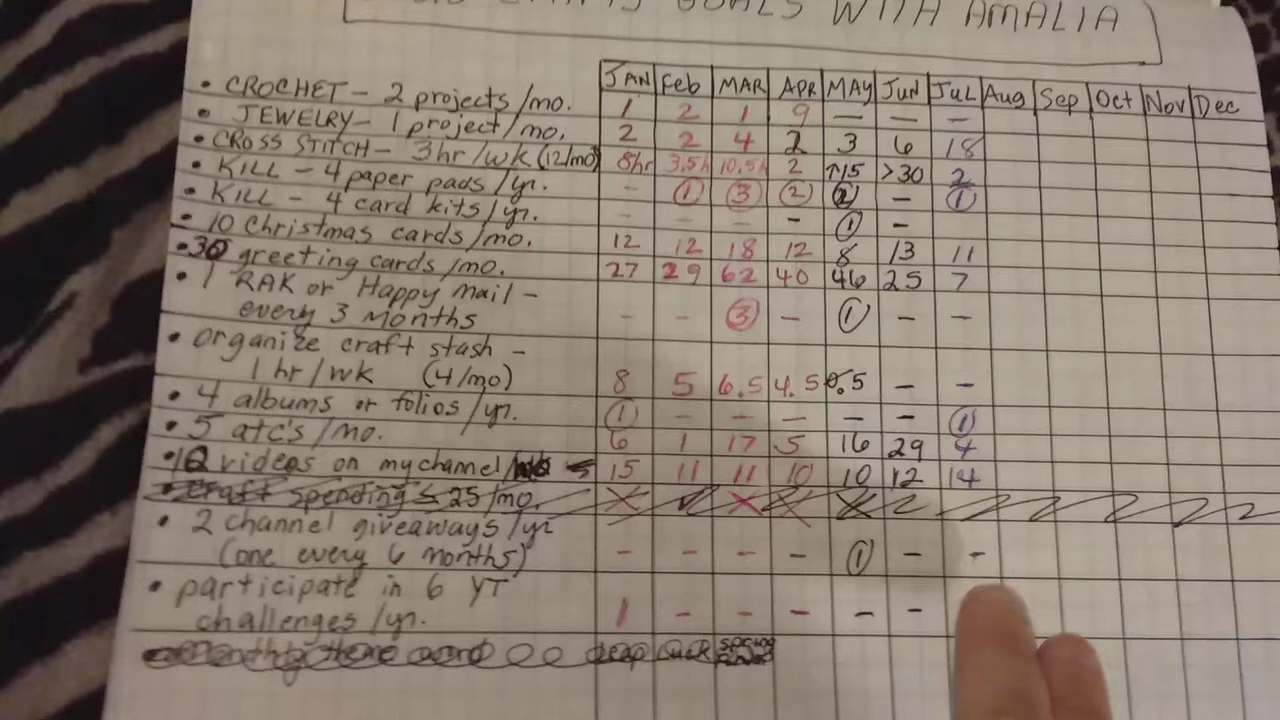 GOALS WITH AMALIA
JAN Feb MAR APR MAY Jun Jul Aug Sep Oct Nov Dec
• CROCHET - 2 projects/mo. 1 2 1 9 — — —
• JEWELRY - 1 project/mo. 2 2 4 2 3 6 18
• CROSS STITCH - 3hr/wk (12/mo) 8hr 3.5h 10.5h 2 ↑15 >30 2
• KILL - 4 paper pads/yr. - ① ③ ② ② - ①
• KILL - 4 card kits/yr. - - - - ① -
• 10 Christmas cards/mo. 12 12 18 12 8 13 11
• 30 greeting cards/mo. 27 29 62 40 46 25 7
• 1 RAK or Happy Mail -
every 3 Months - - ③ - ① - -
• organize craft stash -
1 hr/wk (4/mo) 8 5 6.5 4.5 .5 - -
• 4 albums or folios/yr. ① - - - - - ①
• 5 atc's/mo. 6 1 17 5 16 29 4
videos on my channel/ 15 11 11 10 10 12 14
• craft spending ≤ 25/mo.
• 2 channel giveaways/yr
(one every 6 months) - - - - ① - -
• participate in 6 YT
challenges/yr. 1 - - - - -